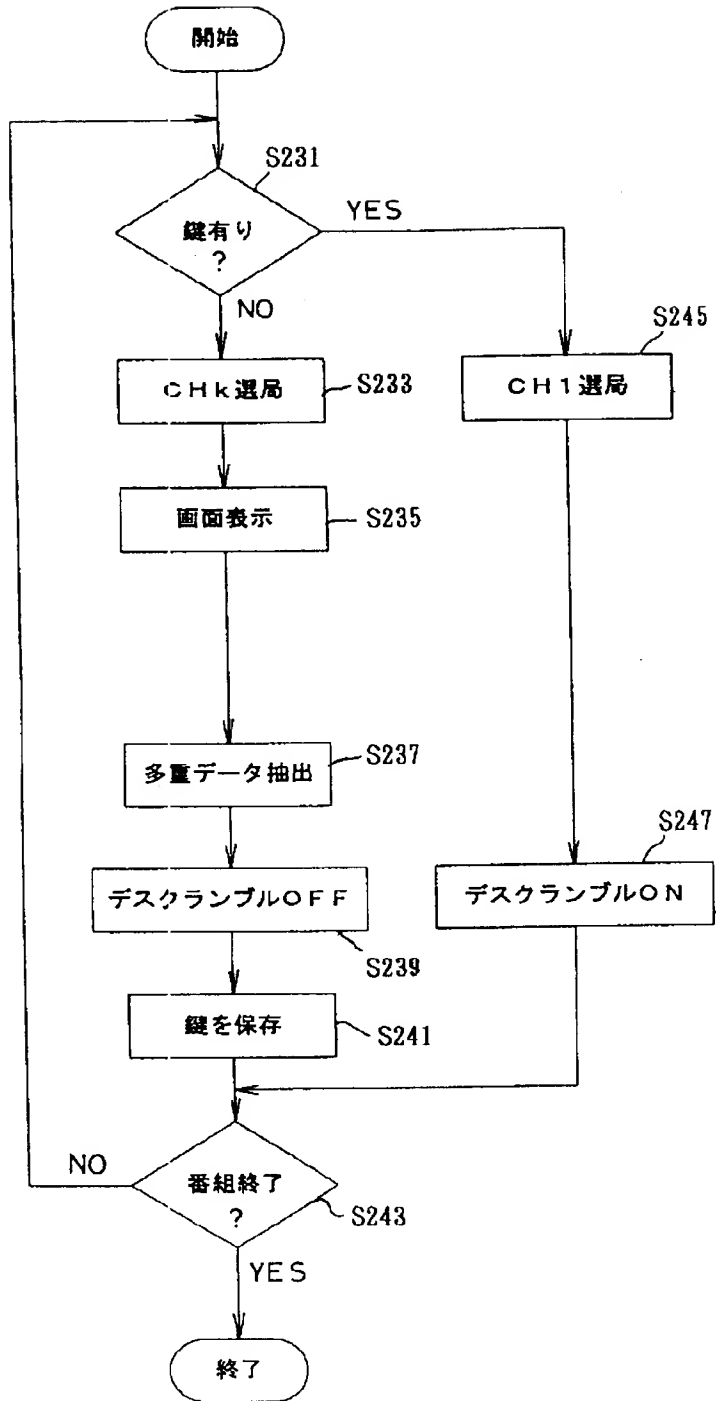 開始
S231
鍵有り
?
YES
NO
S245
CHk選局
S233
CH1選局
画面表示
S235
多重データ抽出
S237
S247
デスクランブルOFF
デスクランブルON
S239
鍵を保存
S241
NO
番組終了
?
S243
YES
終了